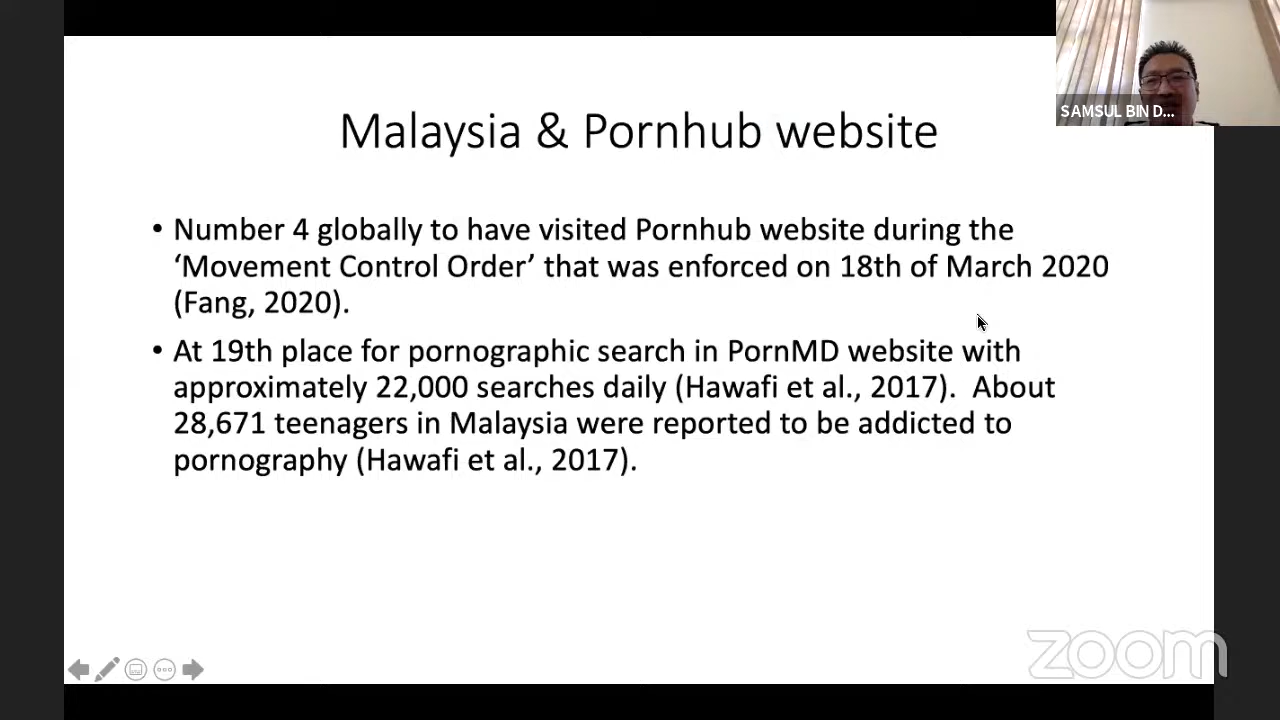 SAMSUL BIN D...
Malaysia & Pornhub website
• Number 4 globally to have visited Pornhub website during the
‘Movement Control Order’ that was enforced on 18th of March 2020
(Fang, 2020).
• At 19th place for pornographic search in PornMD website with
approximately 22,000 searches daily (Hawafi et al., 2017).  About
28,671 teenagers in Malaysia were reported to be addicted to
pornography (Hawafi et al., 2017).
zoom